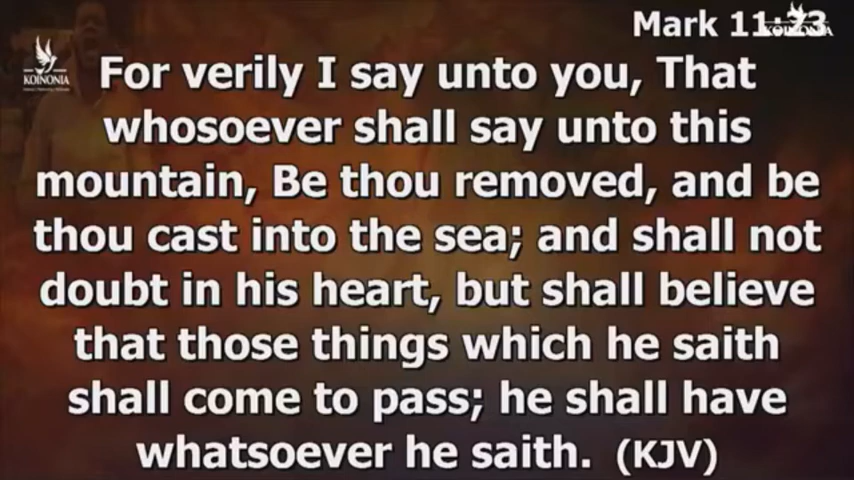 Mark 11:23
KOINONIA
KOINONIA
For verily I say unto you, That
whosoever shall say unto this
mountain, Be thou removed, and be
thou cast into the sea; and shall not
doubt in his heart, but shall believe
that those things which he saith
shall come to pass; he shall have
whatsoever he saith. (KJV)